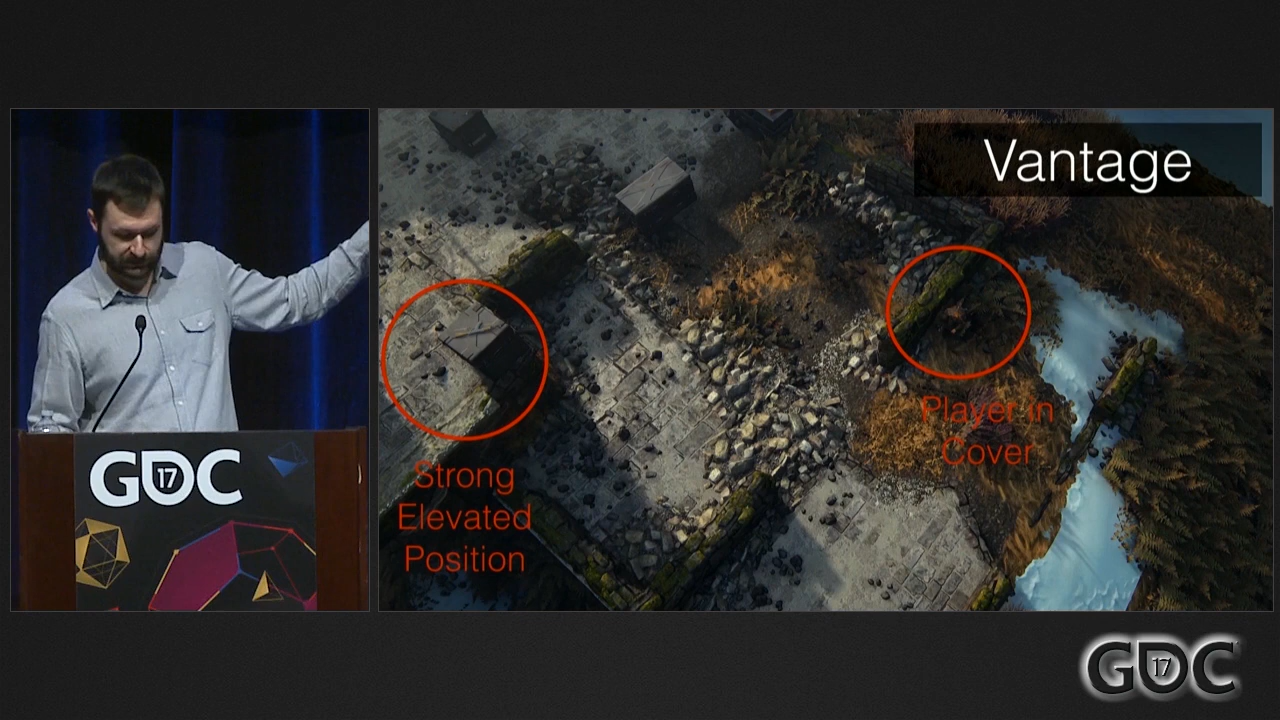 Vantage
Strong
Elevated
Position
Player in
Cover
GDC
17
GDC
17